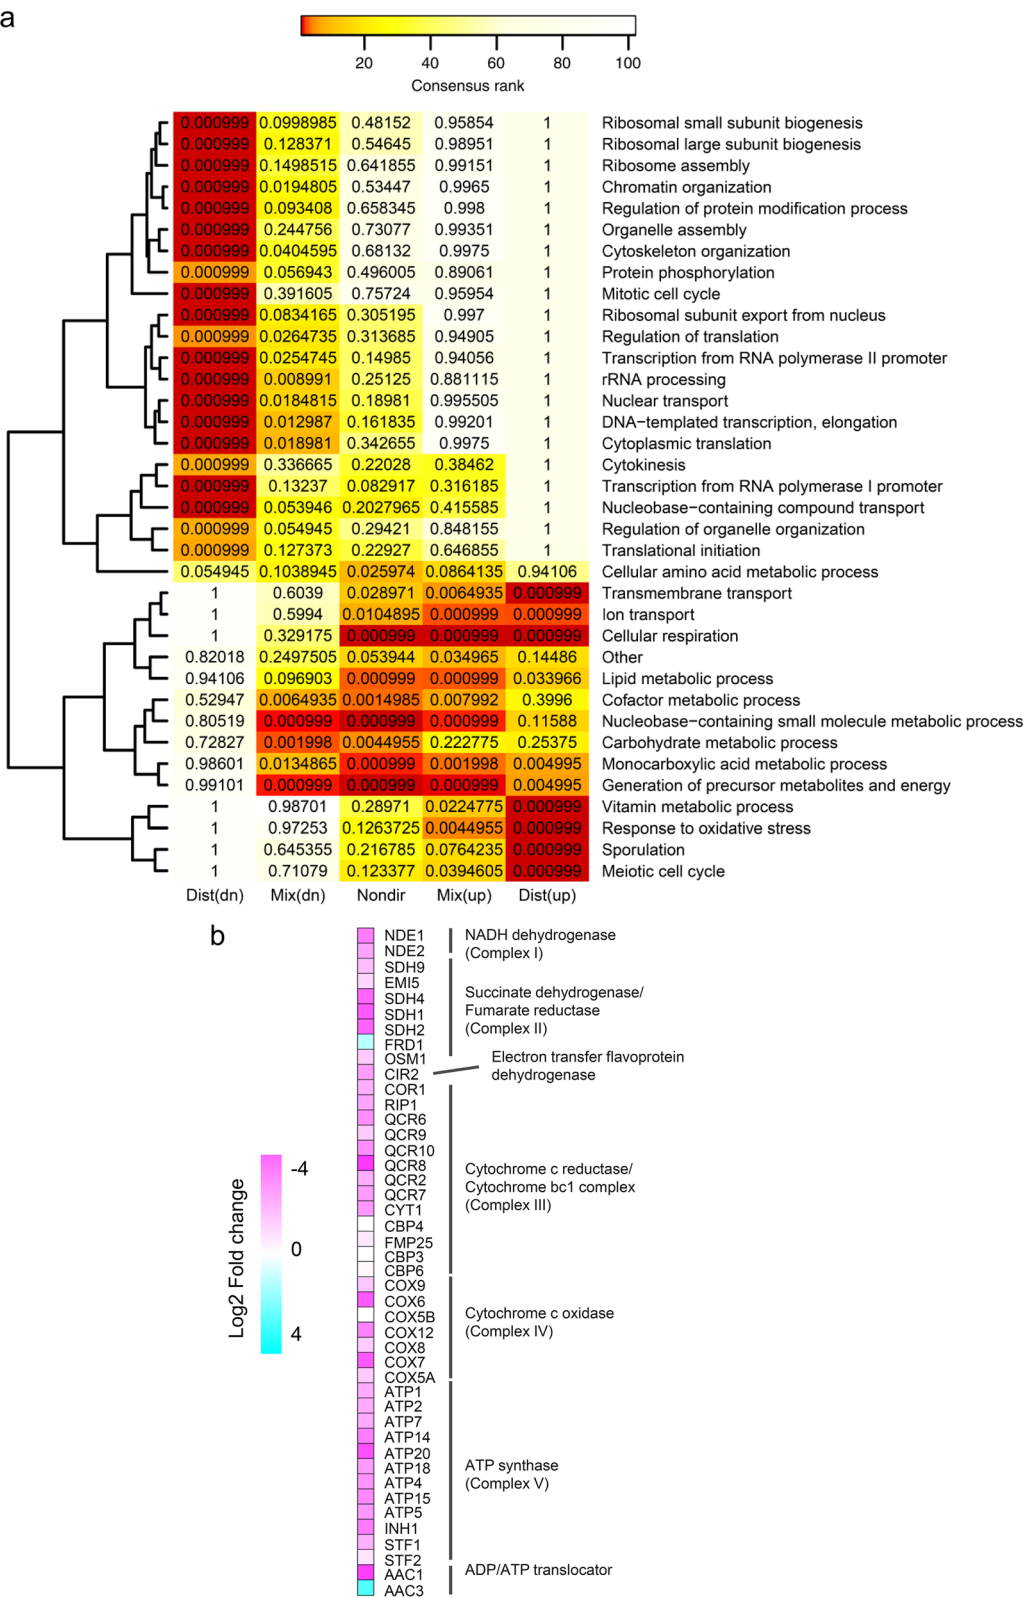 a
20 40 60 80 100
Consensus rank
0.000999 0.0998985 0.48152 0.95854 1 Ribosomal small subunit biogenesis
0.000999 0.128371 0.54645 0.98951 1 Ribosomal large subunit biogenesis
0.000999 0.1498515 0.641855 0.99151 1 Ribosome assembly
0.000999 0.0194805 0.53447 0.9965 1 Chromatin organization
0.000999 0.093408 0.658345 0.998 1 Regulation of protein modification process
0.000999 0.244756 0.73077 0.99351 1 Organelle assembly
0.000999 0.0404595 0.68132 0.9975 1 Cytoskeleton organization
0.000999 0.056943 0.496005 0.89061 1 Protein phosphorylation
0.000999 0.391605 0.75724 0.95954 1 Mitotic cell cycle
0.000999 0.0834165 0.305195 0.997 1 Ribosomal subunit export from nucleus
0.000999 0.0264735 0.313685 0.94905 1 Regulation of translation
0.000999 0.0254745 0.14985 0.94056 1 Transcription from RNA polymerase II promoter
0.000999 0.008991 0.25125 0.881115 1 rRNA processing
0.000999 0.0184815 0.18981 0.995505 1 Nuclear transport
0.000999 0.012987 0.161835 0.99201 1 DNA−templated transcription, elongation
0.000999 0.018981 0.342655 0.9975 1 Cytoplasmic translation
0.000999 0.336665 0.22028 0.38462 1 Cytokinesis
0.000999 0.13237 0.082917 0.316185 1 Transcription from RNA polymerase I promoter
0.000999 0.053946 0.2027965 0.415585 1 Nucleobase−containing compound transport
0.000999 0.054945 0.29421 0.848155 1 Regulation of organelle organization
0.000999 0.127373 0.22927 0.646855 1 Translational initiation
0.054945 0.1038945 0.025974 0.0864135 0.94106 Cellular amino acid metabolic process
1 0.6039 0.028971 0.0064935 0.000999 Transmembrane transport
1 0.5994 0.0104895 0.000999 0.000999 Ion transport
1 0.329175 0.000999 0.000999 0.000999 Cellular respiration
0.82018 0.2497505 0.053944 0.034965 0.14486 Other
0.94106 0.096903 0.000999 0.000999 0.033966 Lipid metabolic process
0.52947 0.0064935 0.0014985 0.007992 0.3996 Cofactor metabolic process
0.80519 0.000999 0.000999 0.000999 0.11588 Nucleobase−containing small molecule metabolic process
0.72827 0.001998 0.0044955 0.222775 0.25375 Carbohydrate metabolic process
0.98601 0.0134865 0.000999 0.001998 0.004995 Monocarboxylic acid metabolic process
0.99101 0.000999 0.000999 0.000999 0.004995 Generation of precursor metabolites and energy
1 0.98701 0.28971 0.0224775 0.000999 Vitamin metabolic process
1 0.97253 0.1263725 0.0044955 0.000999 Response to oxidative stress
1 0.645355 0.216785 0.0764235 0.000999 Sporulation
1 0.71079 0.123377 0.0394605 0.000999 Meiotic cell cycle
Dist(dn) Mix(dn) Nondir Mix(up) Dist(up)
b
Log2 Fold change
-4
0
4
NDE1
NDE2
SDH9
EMI5
SDH4
SDH1
SDH2
FRD1
OSM1
CIR2
COR1
RIP1
QCR6
QCR9
QCR10
QCR8
QCR2
QCR7
CYT1
CBP4
FMP25
CBP3
CBP6
COX9
COX6
COX5B
COX12
COX8
COX7
COX5A
ATP1
ATP2
ATP7
ATP14
ATP20
ATP18
ATP4
ATP15
ATP5
INH1
STF1
STF2
AAC1
AAC3
NADH dehydrogenase
(Complex I)
Succinate dehydrogenase/
Fumarate reductase
(Complex II)
Electron transfer flavoprotein
dehydrogenase
Cytochrome c reductase/
Cytochrome bc1 complex
(Complex III)
Cytochrome c oxidase
(Complex IV)
ATP synthase
(Complex V)
ADP/ATP translocator